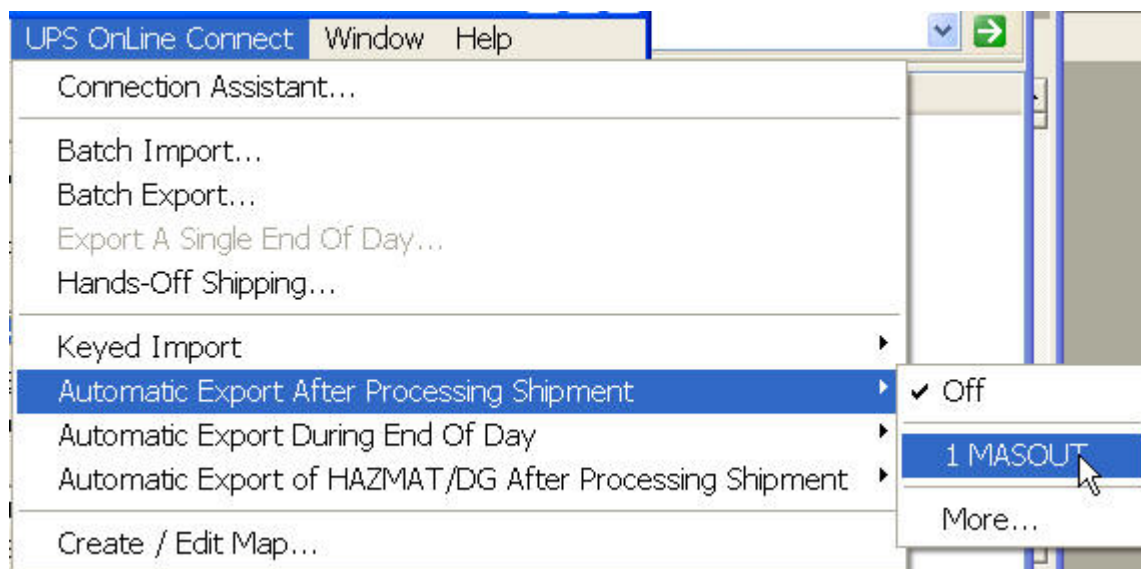 UPS OnLine Connect Window Help
Connection Assistant...
Batch Import...
Batch Export...
Export A Single End Of Day...
Hands-Off Shipping...
Keyed Import
Automatic Export After Processing Shipment
Off
Automatic Export During End Of Day
1 MASOUT
Automatic Export of HAZMAT/DG After Processing Shipment
More...
Create / Edit Map...